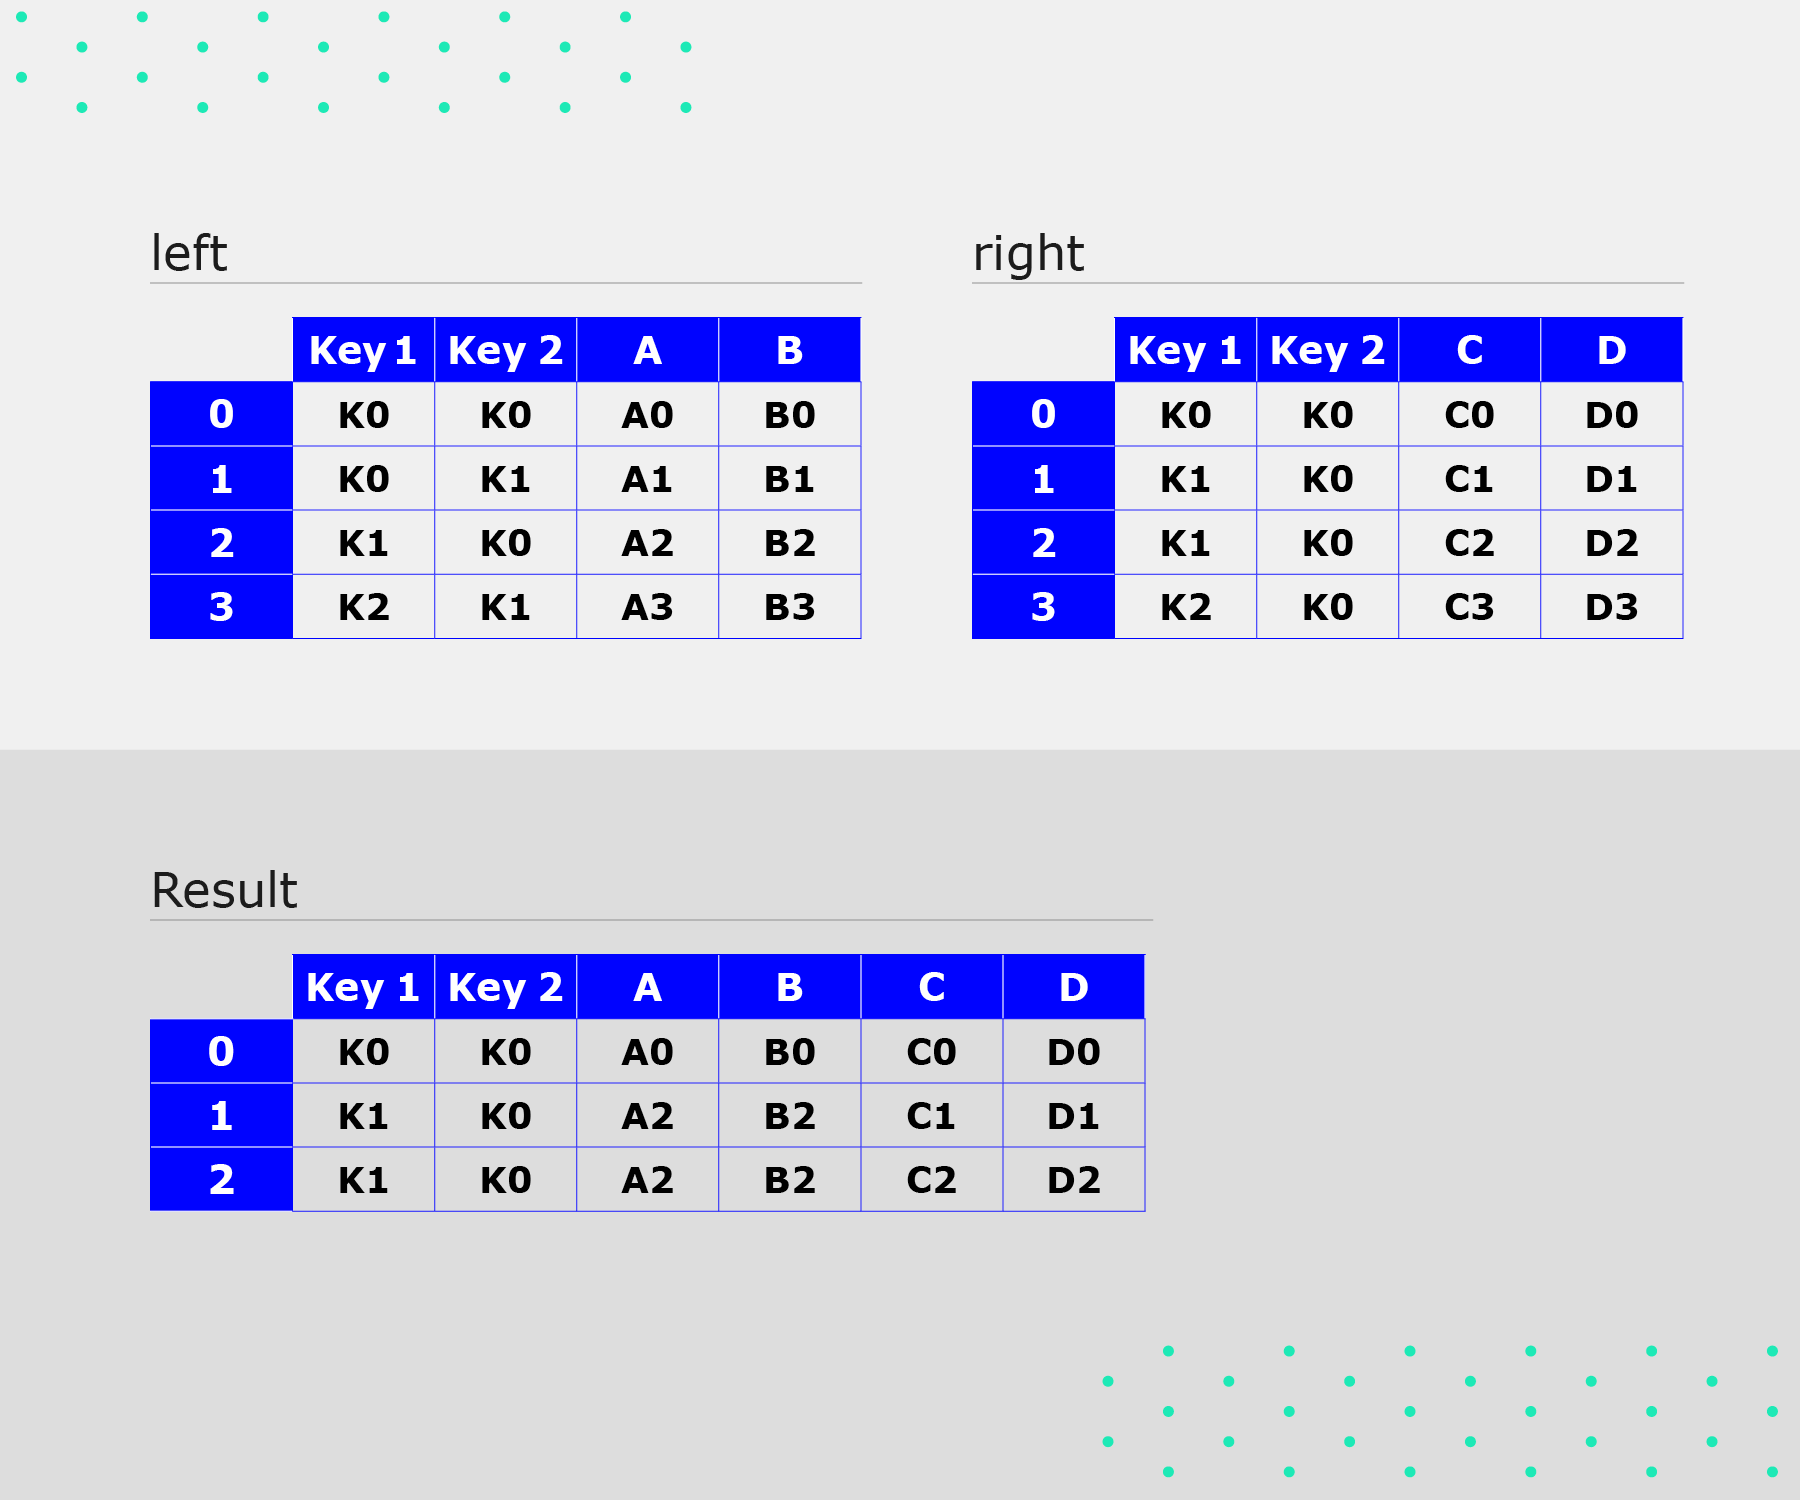 left
Key 1 Key 2 A B
0 K0 K0 A0 B0
1 K0 K1 A1 B1
2 K1 K0 A2 B2
3 K2 K1 A3 B3
right
Key 1 Key 2 C D
0 K0 K0 C0 D0
1 K1 K0 C1 D1
2 K1 K0 C2 D2
3 K2 K0 C3 D3
Result
Key 1 Key 2 A B C D
0 K0 K0 A0 B0 C0 D0
1 K1 K0 A2 B2 C1 D1
2 K1 K0 A2 B2 C2 D2